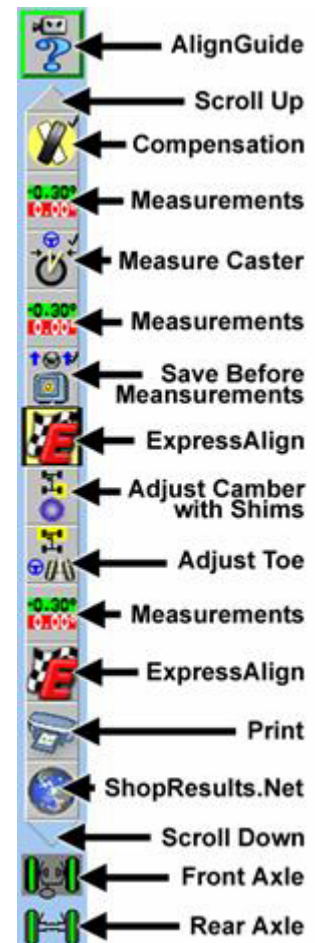 AlignGuide
Scroll Up
Compensation
-0.30°
0.00°
Measurements
Measure Caster
-0.30°
0.00°
Measurements
Save Before
Meansurements
E
ExpressAlign
Adjust Camber
with Shims
Adjust Toe
-0.30°
0.00°
Measurements
E
ExpressAlign
Print
ShopResults.Net
Scroll Down
Front Axle
Rear Axle